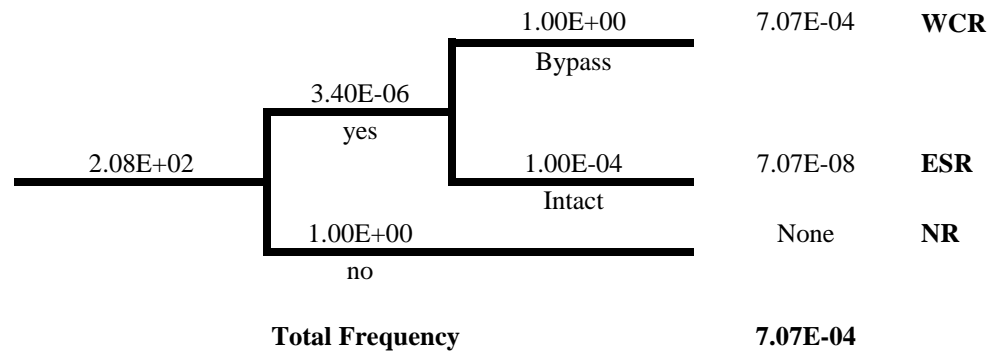 1.00E+00 7.07E-04 WCR
Bypass
3.40E-06
yes
2.08E+02 1.00E-04 7.07E-08 ESR
Intact
1.00E+00 None NR
no
Total Frequency 7.07E-04